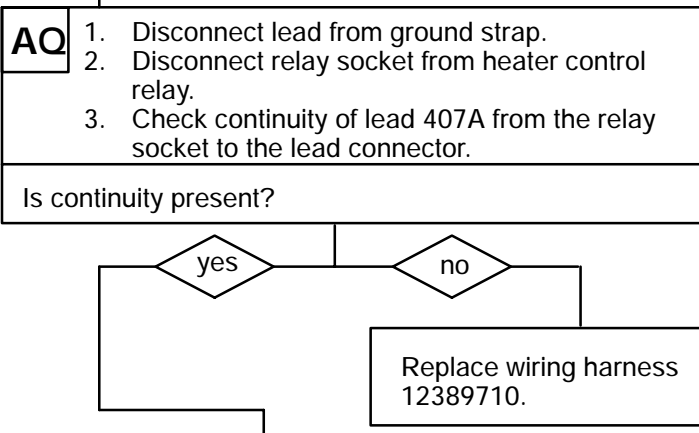 AQ
1. Disconnect lead from ground strap.
2. Disconnect relay socket from heater control
relay.
3. Check continuity of lead 407A from the relay
socket to the lead connector.
Is continuity present?
yes
no
Replace wiring harness
12389710.